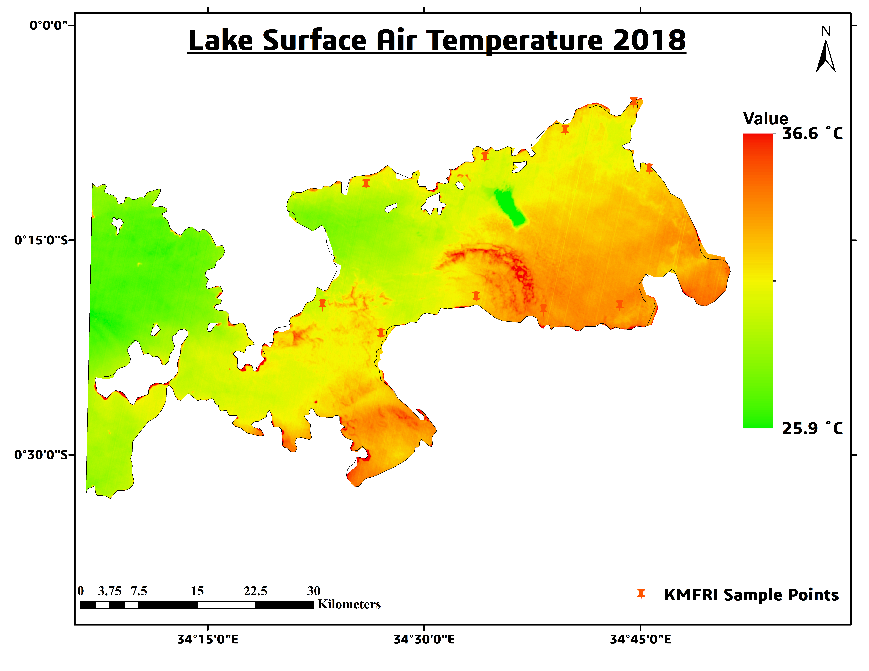 0°0'0"
Lake Surface Air Temperature 2018
N
Value
36.6 °C
0°15'0"S
25.9 °C
0°30'0"S
0 3.75 7.5 15 22.5 30
Kilometers
KMFRI Sample Points
34°15'0"E 34°30'0"E 34°45'0"E